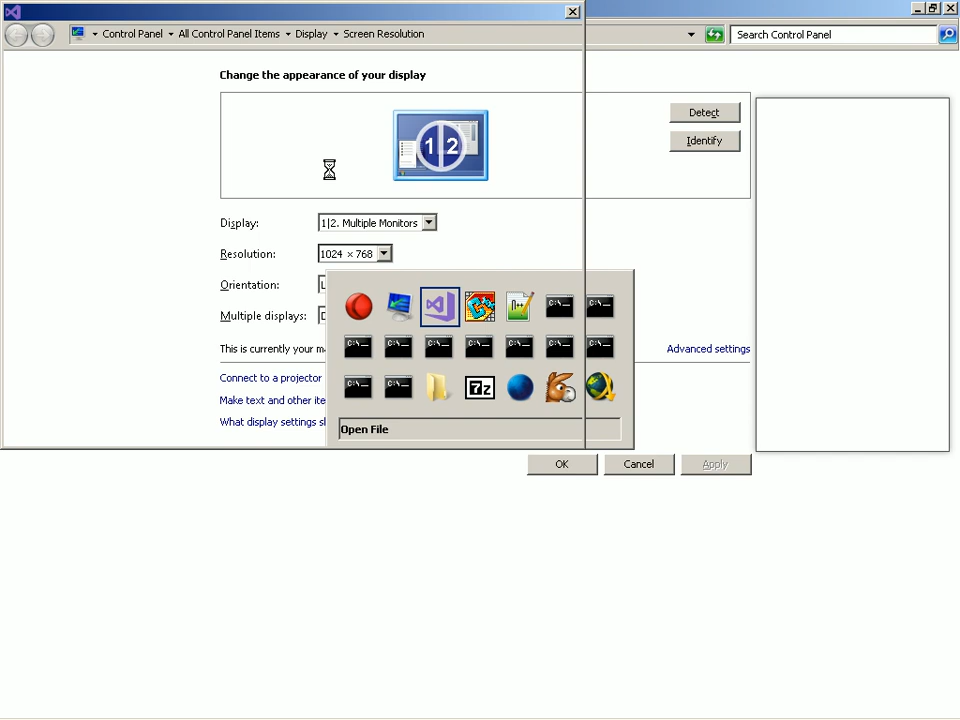 Control Panel All Control Panel Items Display Screen Resolution
Search Control Panel
Change the appearance of your display
1 2
Detect
Identify
Display: 1|2. Multiple Monitors
Resolution: 1024 × 768
Orientation: L
Multiple displays: D
This is currently your ma
Advanced settings
Connect to a projector
Make text and other ite
What display settings sh
n++
C:\_ C:\_
C:\_ C:\_ C:\_ C:\_ C:\_ C:\_ C:\_
C:\_ C:\_ 7z
Open File
OK Cancel Apply